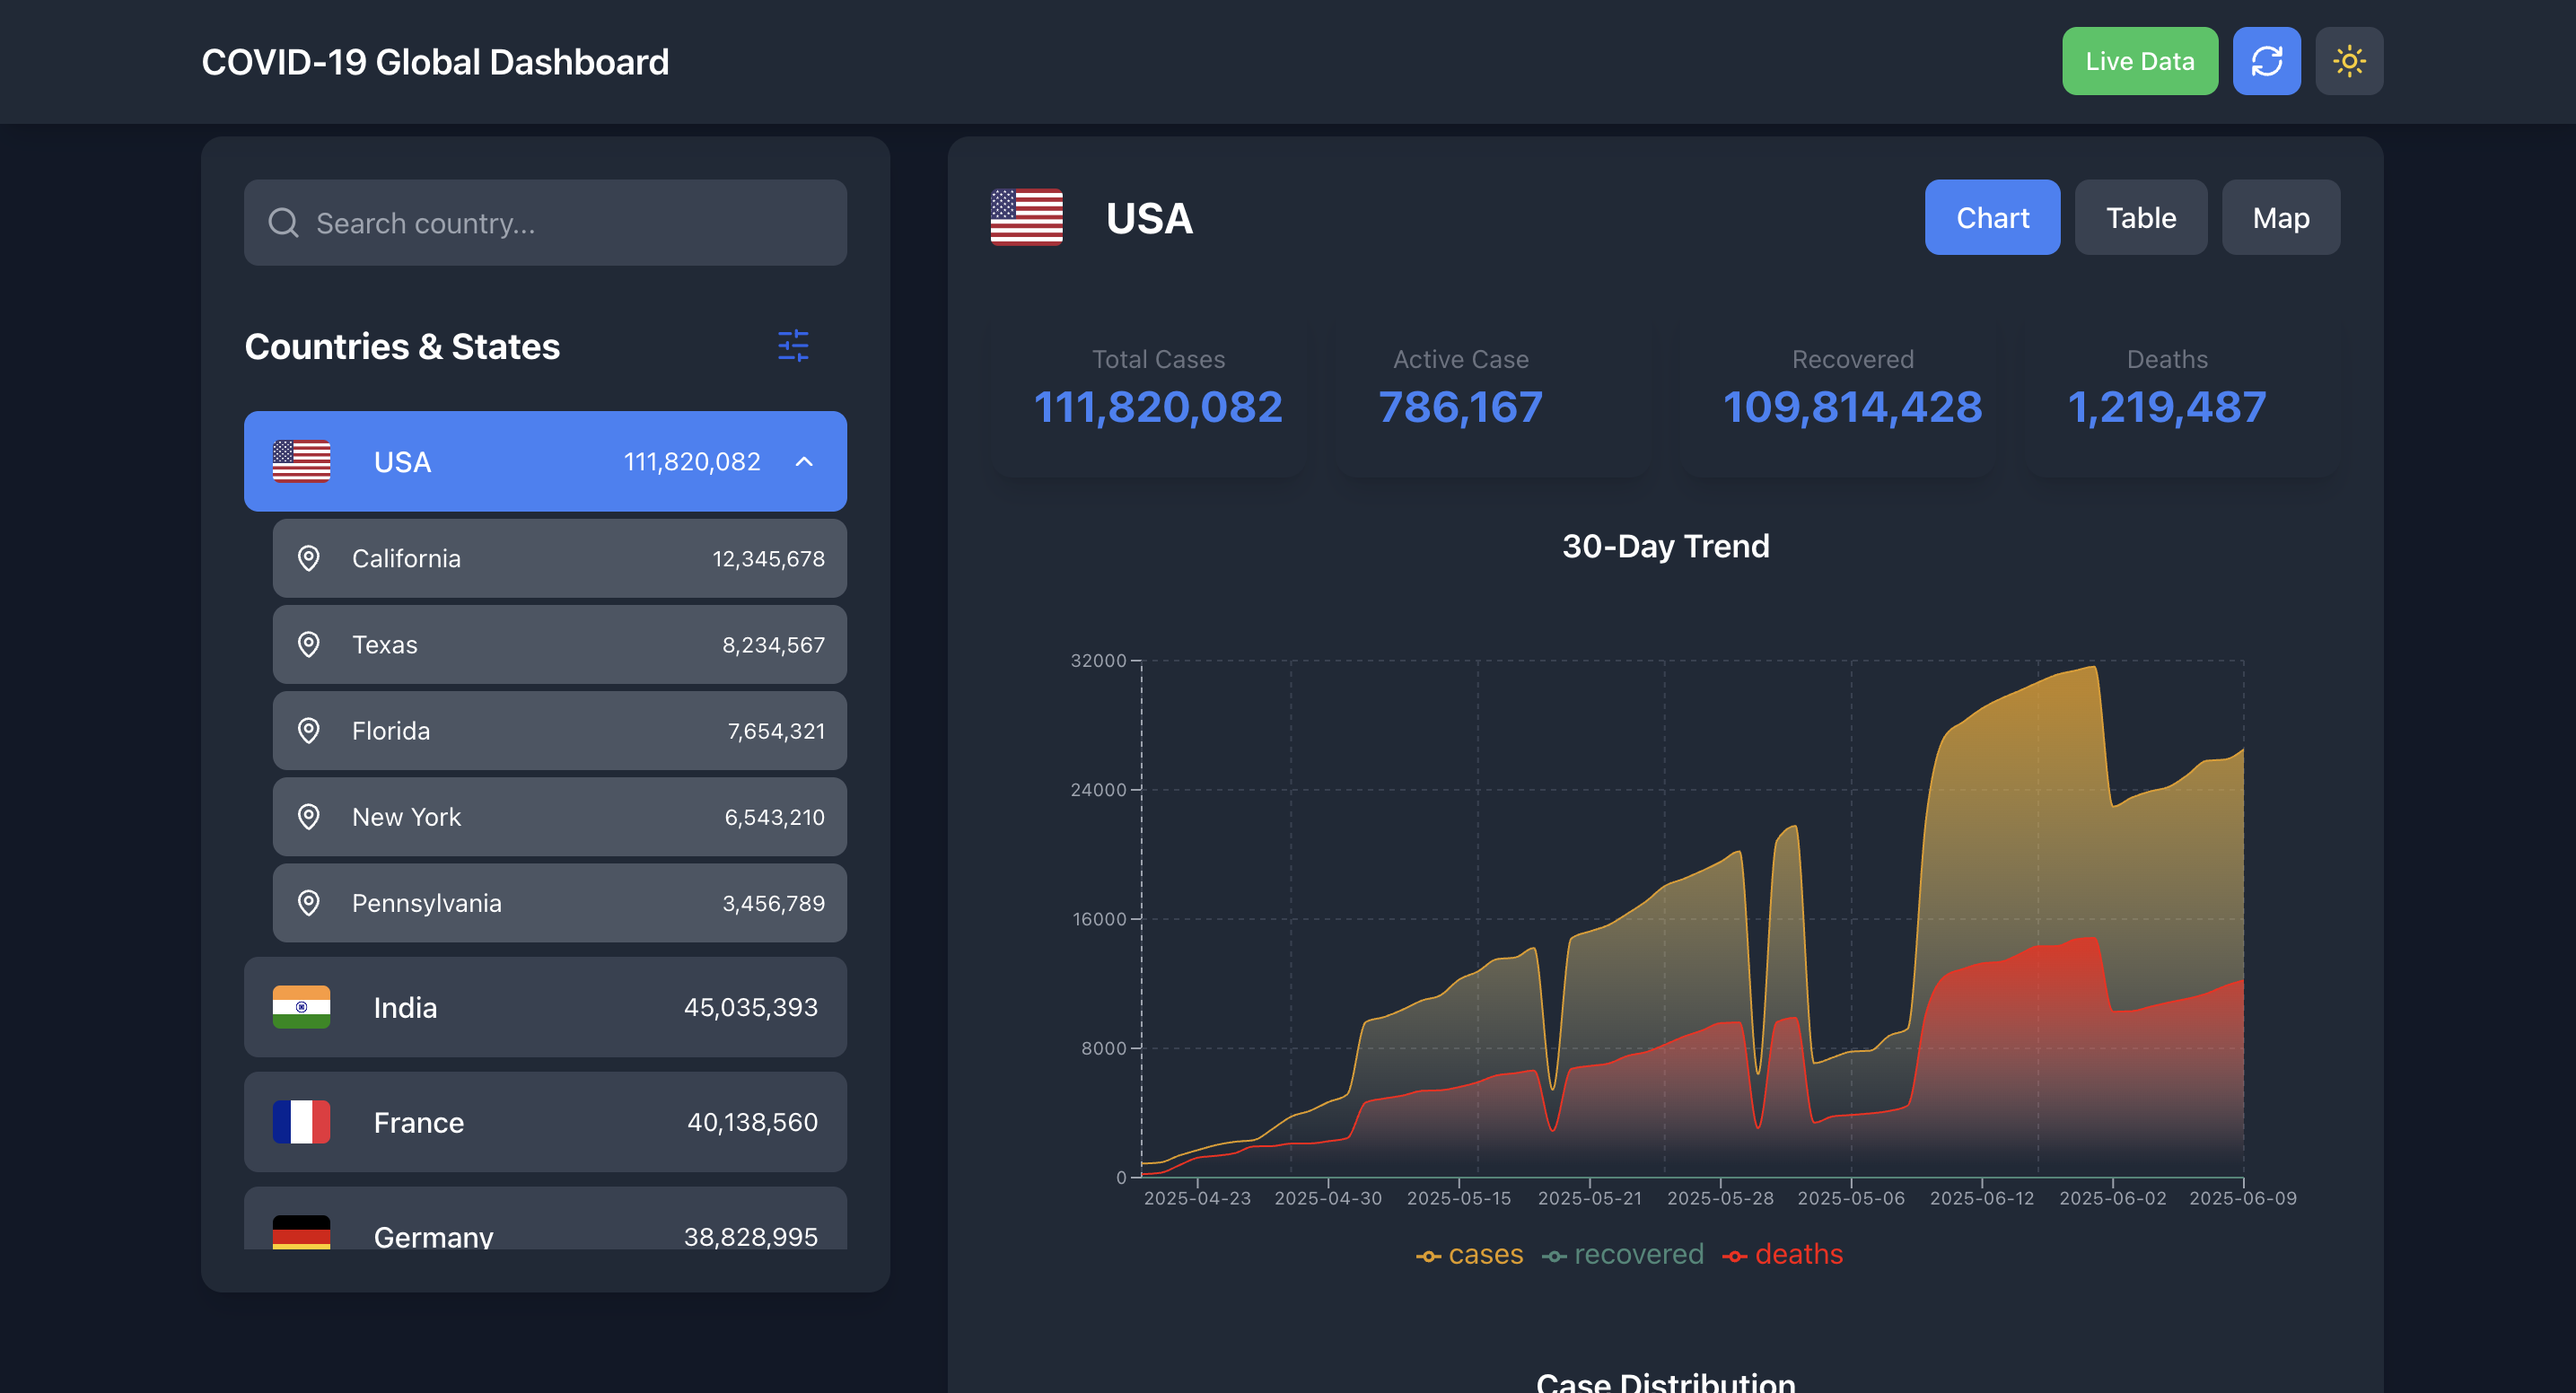 COVID-19 Global Dashboard
Live Data
Search country...
Countries & States
USA 111,820,082
California 12,345,678
Texas 8,234,567
Florida 7,654,321
New York 6,543,210
Pennsylvania 3,456,789
India 45,035,393
France 40,138,560
Germany 38,828,995
USA
Chart Table Map
Total Cases
111,820,082
Active Case
786,167
Recovered
109,814,428
Deaths
1,219,487
30-Day Trend
32000
24000
16000
8000
0
2025-04-23 2025-04-30 2025-05-15 2025-05-21 2025-05-28 2025-05-06 2025-06-12 2025-06-02 2025-06-09
cases recovered deaths
Case Distribution